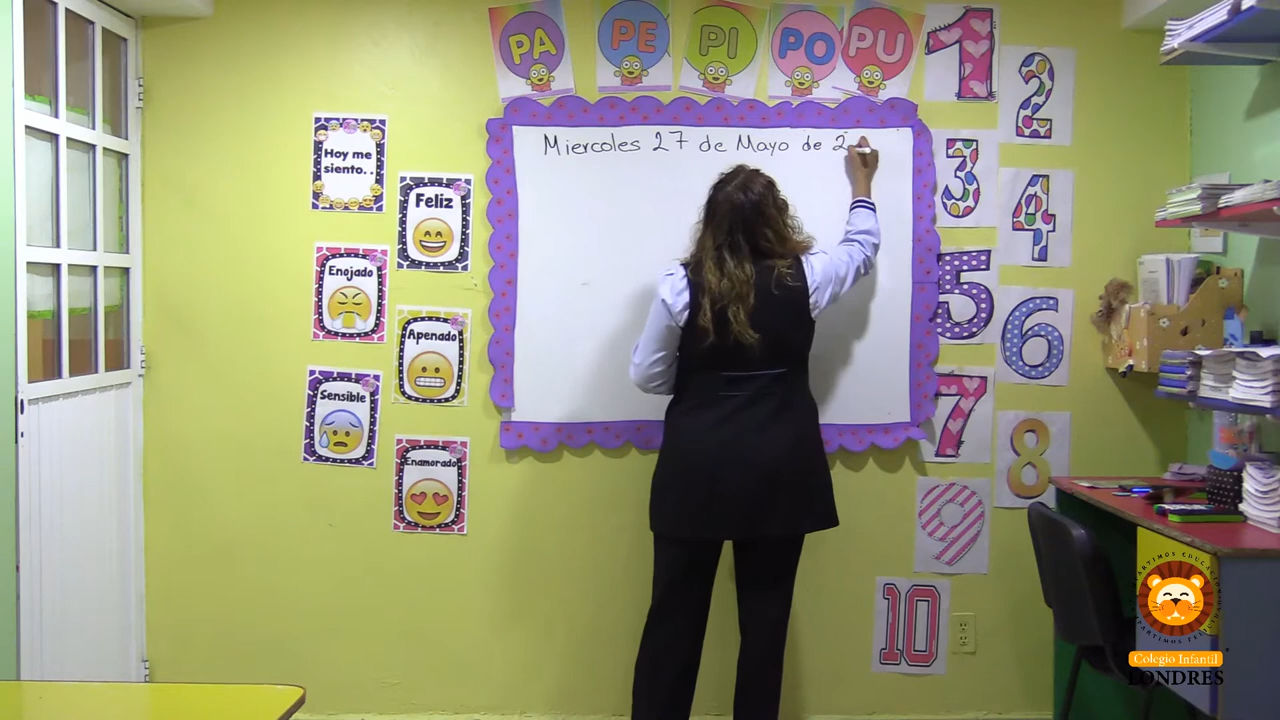 PA PE PI PO PU
Miercoles 27 de Mayo de 2
Hoy me
siento. .
Feliz
Enojado
Apenado
Sensible
Enamorado
1
2
3
4
5
6
7
8
9
10
Colegio Infantil
LONDRES